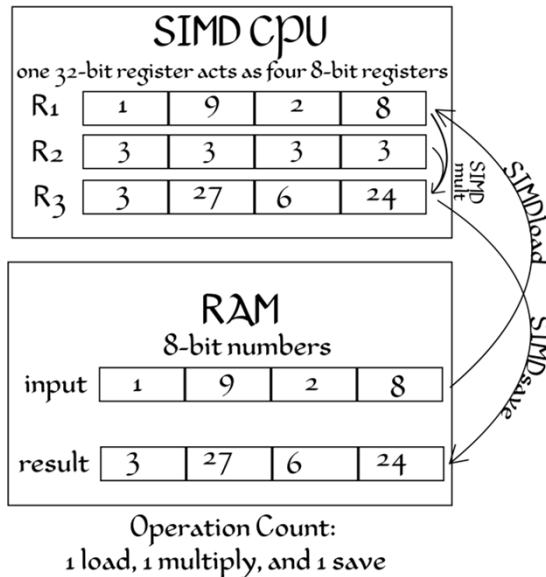 SIMD CPU
one 32-bit register acts as four 8-bit registers
R1 1 9 2 8
R2 3 3 3 3
R3 3 27 6 24
SIMD mult
SIMDload
RAM
8-bit numbers
input 1 9 2 8
SIMDsave
result 3 27 6 24
Operation Count:
1 load, 1 multiply, and 1 save